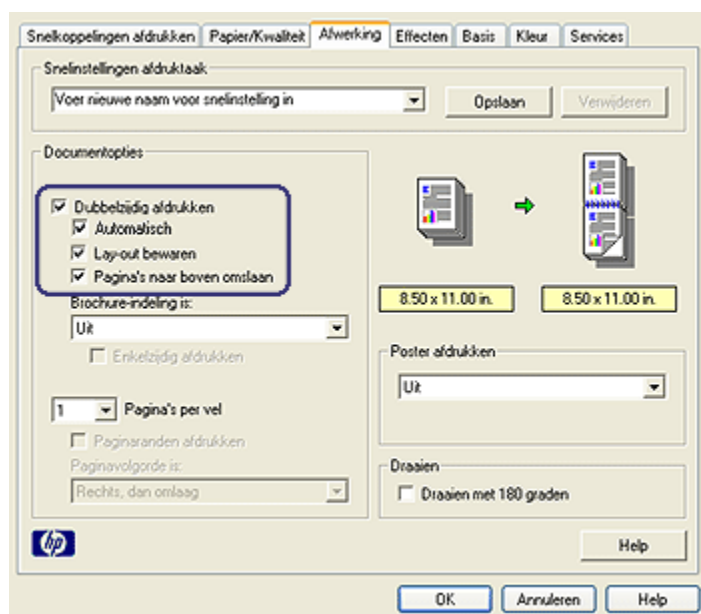 Snelkoppelingen afdrukken Papier/Kwaliteit Afwerking Effecten Basis Kleur Services
Snelinstellingen afdruktaak
Voer nieuwe naam voor snelinstelling in Opslaan Verwijderen
Documentopties
Dubbelzijdig afdrukken
Automatisch
Lay-out bewaren
Pagina's naar boven omslaan
Brochure-indeling is:
Uit
Enkelzijdig afdrukken
1 Pagina's per vel
Paginaranden afdrukken
Paginavolgorde is:
Rechts, dan omlaag
8.50 x 11.00 in. 8.50 x 11.00 in.
Poster afdrukken
Uit
Draaien
Draaien met 180 graden
hp
Help
OK Annuleren Help